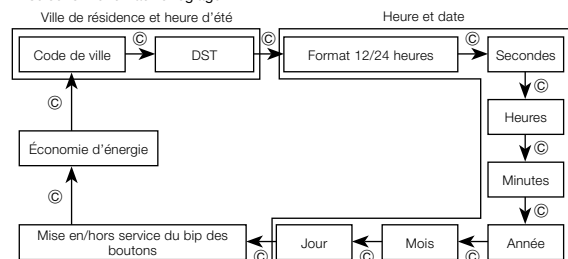 Ville de résidence et heure d'été
Heure et date
Code de ville
Ⓒ
DST
Ⓒ
Format 12/24 heures
Ⓒ
Secondes
Ⓒ
Heures
Ⓒ
Minutes
Ⓒ
Année
Ⓒ
Mois
Ⓒ
Jour
Ⓒ
Mise en/hors service du bip des
boutons
Ⓒ
Économie d'énergie
Ⓒ